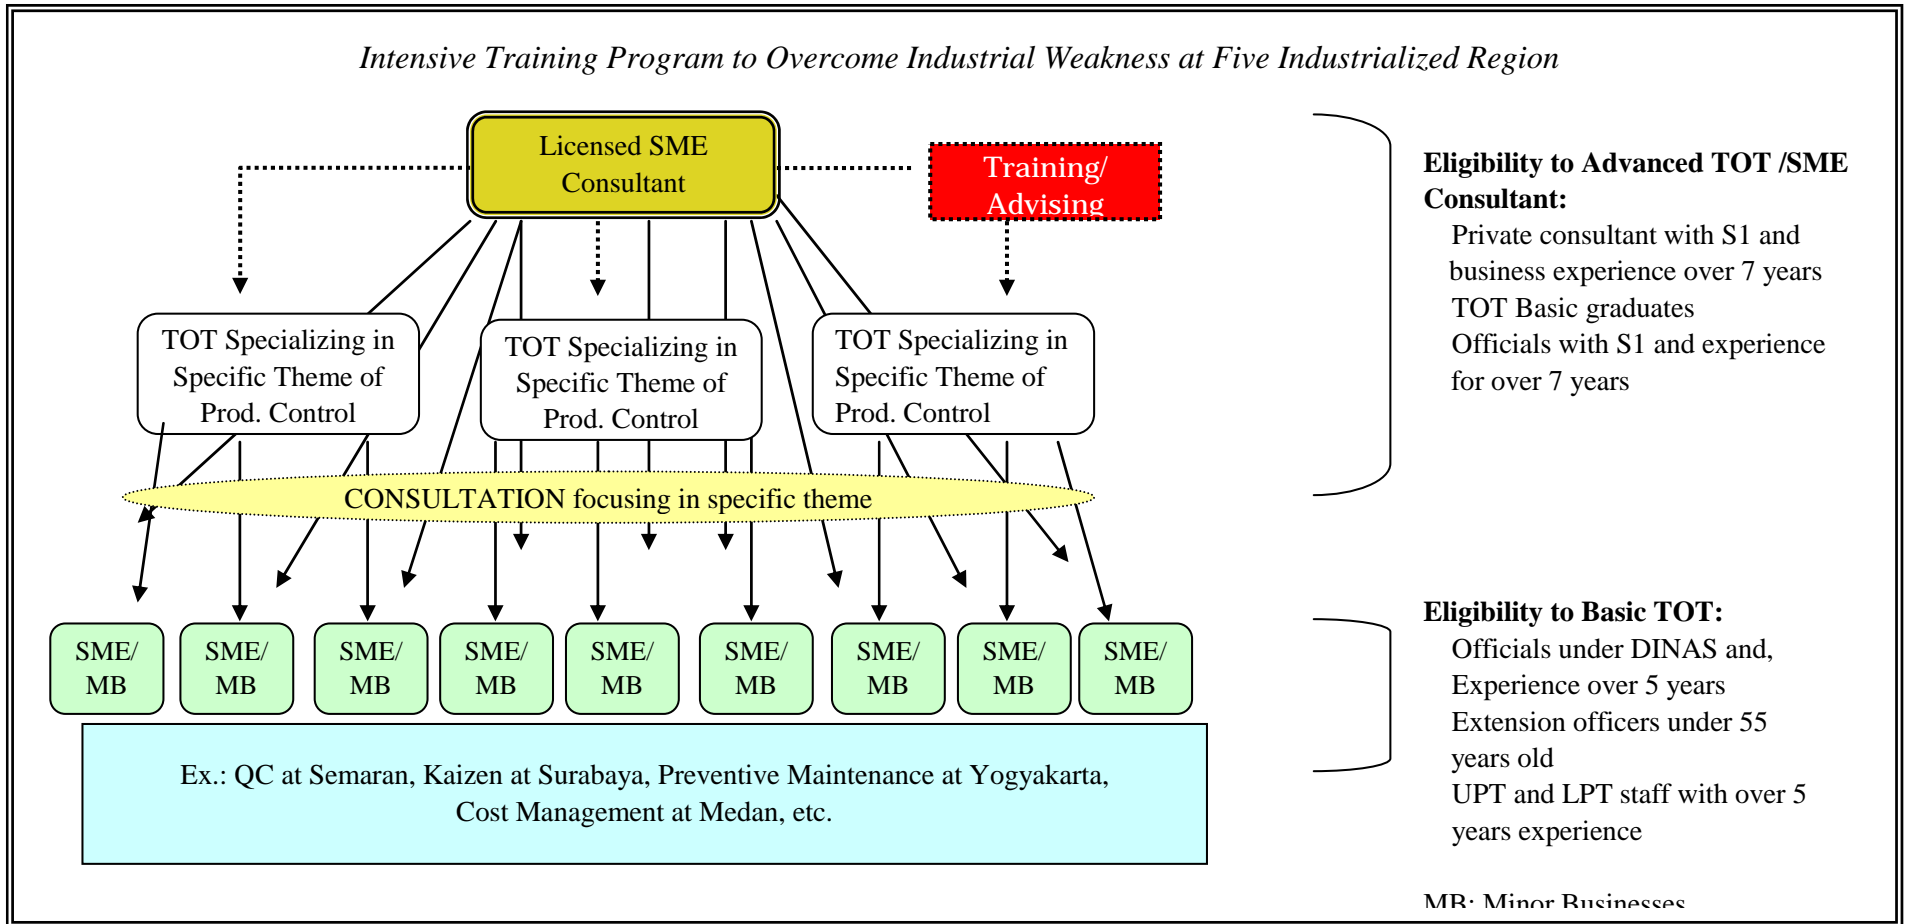 Intensive Training Program to Overcome Industrial Weakness at Five Industrialized Region
Licensed SME
Consultant
Training/
Advising
TOT Specializing in
Specific Theme of
Prod. Control
TOT Specializing in
Specific Theme of
Prod. Control
TOT Specializing in
Specific Theme of
Prod. Control
CONSULTATION focusing in specific theme
SME/
MB
SME/
MB
SME/
MB
SME/
MB
SME/
MB
SME/
MB
SME/
MB
SME/
MB
SME/
MB
Ex.: QC at Semaran, Kaizen at Surabaya, Preventive Maintenance at Yogyakarta,
Cost Management at Medan, etc.
Eligibility to Advanced TOT /SME
Consultant:
Private consultant with S1 and
business experience over 7 years
TOT Basic graduates
Officials with S1 and experience
for over 7 years
Eligibility to Basic TOT:
Officials under DINAS and,
Experience over 5 years
Extension officers under 55
years old
UPT and LPT staff with over 5
years experience
MB: Minor Businesses